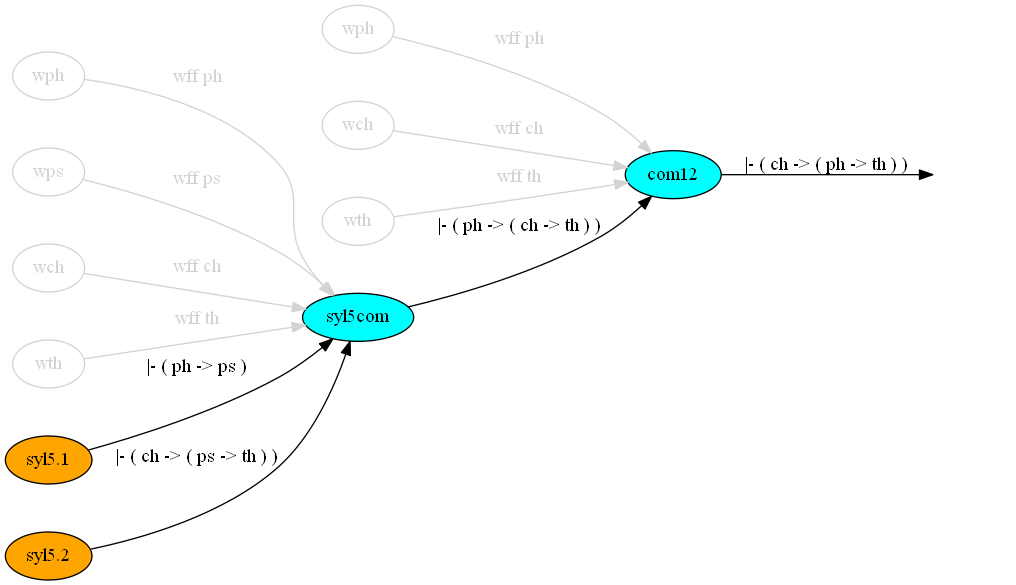 wph
wff ph
wph
wff ph
wch
wff ch
wps
wff ps
wth
wff th
com12
|- ( ch -> ( ph -> th ) )
|- ( ph -> ( ch -> th ) )
wch
wff ch
wth
wff th
syl5com
|- ( ph -> ps )
syl5.1
|- ( ch -> ( ps -> th ) )
syl5.2